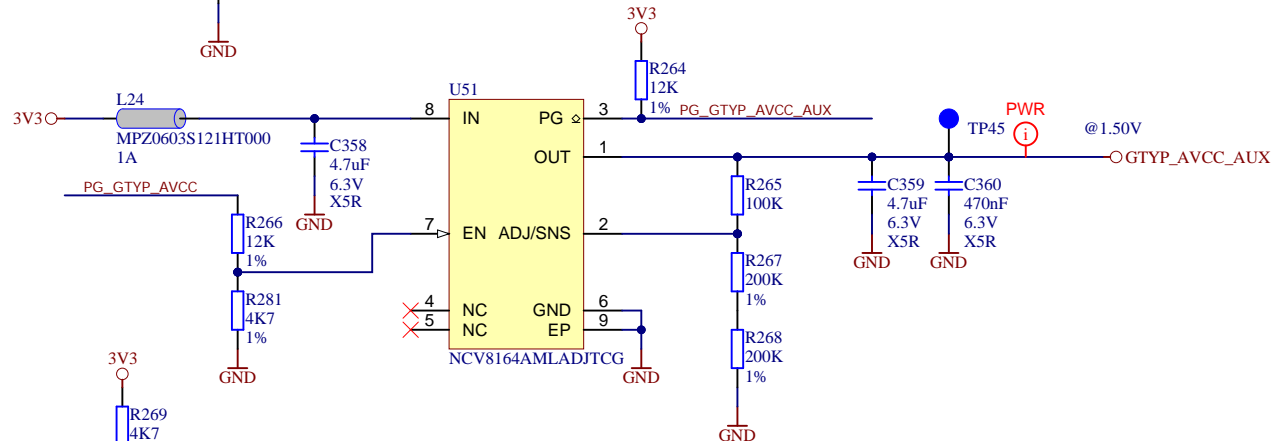 GND
3V3
R264
12K
1%
U51
L24
3V3
MPZ0603S121HT000
1A
C358
4.7uF
6.3V
X5R
GND
8
IN
PG
3
PG_GTYP_AVCC_AUX
OUT
1
TP45
PWR
i
@1.50V
GTYP_AVCC_AUX
R265
100K
C359
4.7uF
6.3V
X5R
GND
C360
470nF
6.3V
X5R
GND
PG_GTYP_AVCC
R266
12K
1%
7
EN
ADJ/SNS
2
R267
200K
1%
R281
4K7
1%
GND
4
NC
5
NC
GND
6
EP
9
NCV8164AMLADJTCG
GND
R268
200K
1%
GND
3V3
R269
4K7